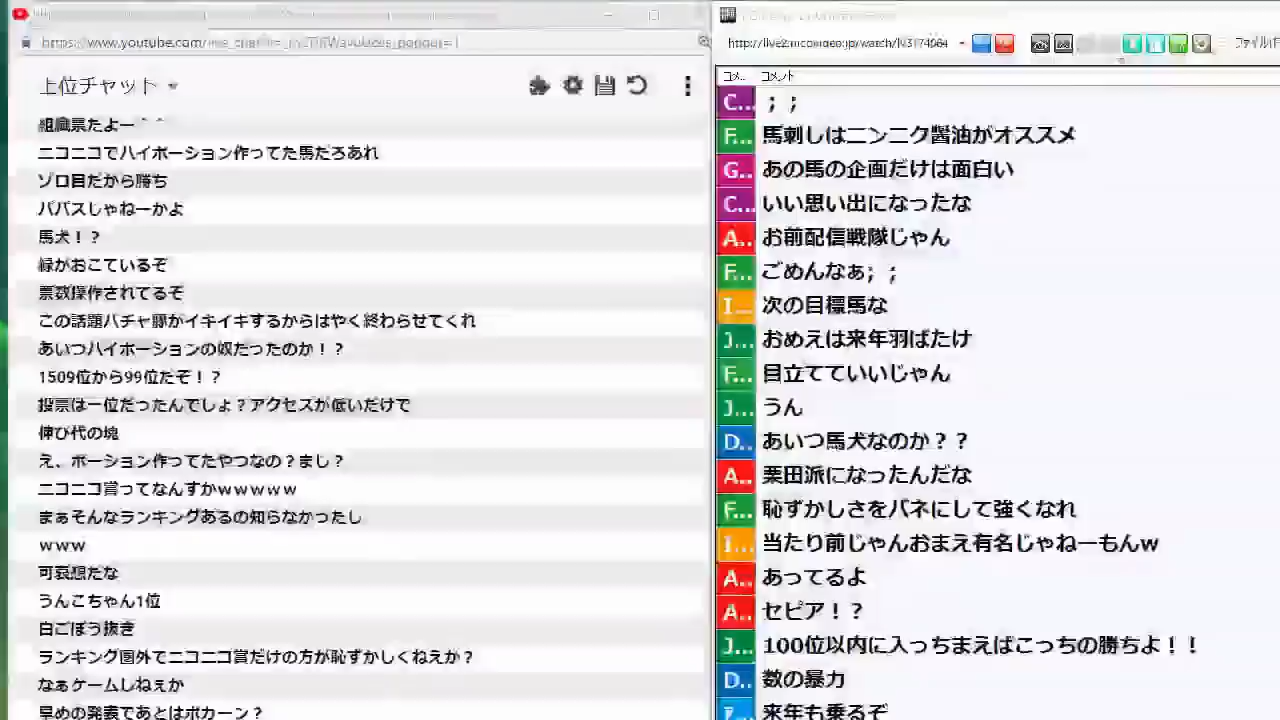 上位チャット
ニコニコでハイポーション作ってた馬だろあれ
ゾロ目だから勝ち
パパスじゃねーかよ
馬犬！？
緑がおこているぞ
票数操作されてるぞ
この話題ハチャ豚がイキイキするからはやく終わらせてくれ
あいつハイポーションの奴だったのか！？
1509位から99位だぞ！？
投票は一位だったんでしょ？アクセスが低いだけで
伸び代の塊
え、ポーション作ってたやつなの？まじ？
ニコニコ賞ってなんすかｗｗｗｗｗ
まぁそんなランキングあるの知らなかったし
ｗｗｗ
可哀想だな
うんこちゃん1位
白ごぼう抜き
ランキング圏外でニコニコ賞だけの方が恥ずかしくねえか？
なぁゲームしねぇか
早めの発表であとはポカーン？
コメ.. コメント
C... ；；
F... 馬刺しはニンニク醤油がオススメ
G.. あの馬の企画だけは面白い
C... いい思い出になったな
A.. お前配信戦隊じゃん
F... ごめんなぁ；；
I... 次の目標馬な
J... おめえは来年羽ばたけ
F... 目立てていいじゃん
J... うん
D.. あいつ馬犬なのか？？
A.. 栗田派になったんだな
F... 恥ずかしさをバネにして強くなれ
I... 当たり前じゃんおまえ有名じゃねーもんw
A.. あってるよ
A.. セピア！？
J... 100位以内に入っちまえばこっちの勝ちよ！！
D.. 数の暴力
来年も乗るぞ